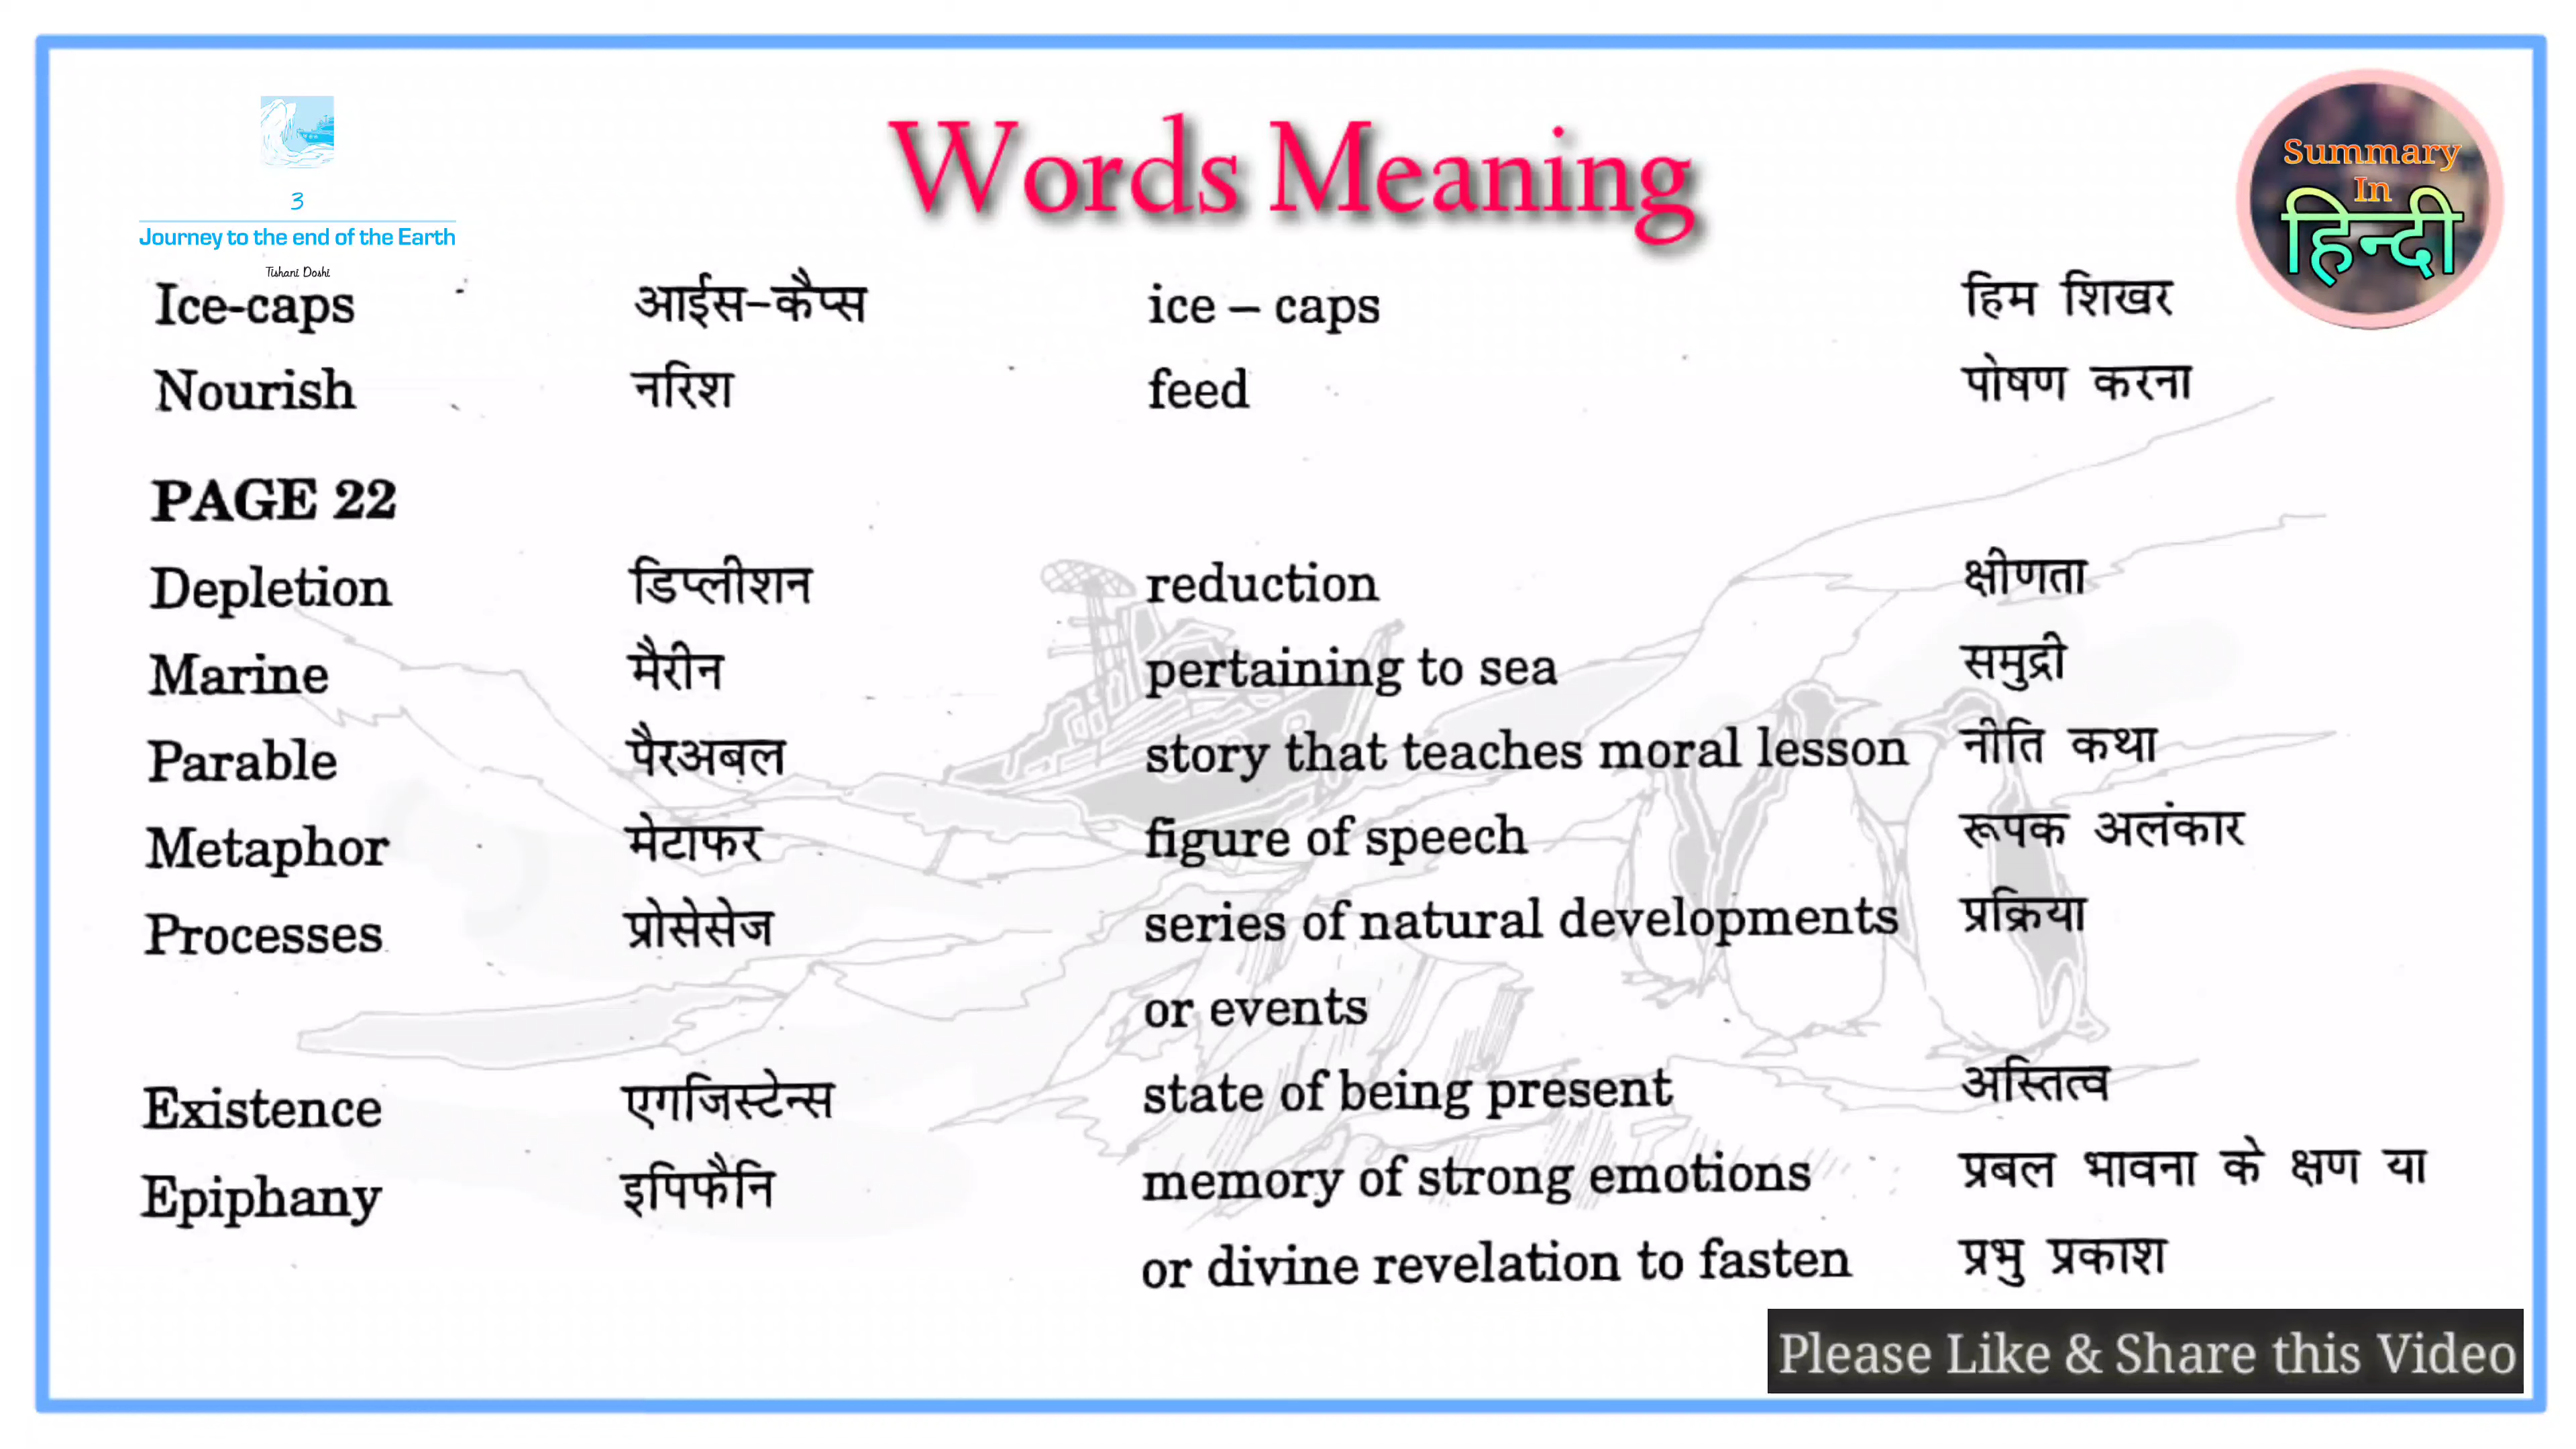 Words Meaning
Summary
In
हिन्दी
3
Journey to the end of the Earth
Tishani Doshi
Ice-caps आईस-कैप्स ice – caps हिम शिखर
Nourish नरिश feed पोषण करना
PAGE 22
Depletion डिप्लीशन reduction क्षीणता
Marine मैरीन pertaining to sea समुद्री
Parable पैरअबल story that teaches moral lesson नीति कथा
Metaphor मेटाफर figure of speech रूपक अलंकार
Processes प्रोसेसेज series of natural developments प्रक्रिया
or events
Existence एगजिस्टेन्स state of being present अस्तित्व
Epiphany इपिफैनि memory of strong emotions प्रबल भावना के क्षण या
or divine revelation to fasten प्रभु प्रकाश
Please Like & Share this Video